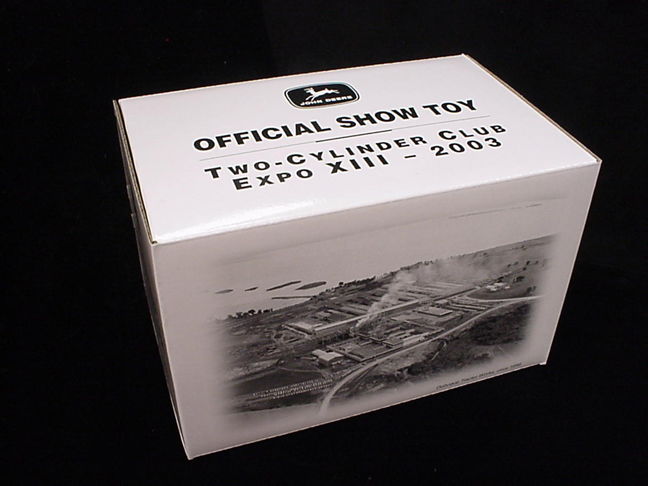 JOHN DEERE
OFFICIAL SHOW TOY
TWO-CYLINDER CLUB
EXPO XIII - 2003